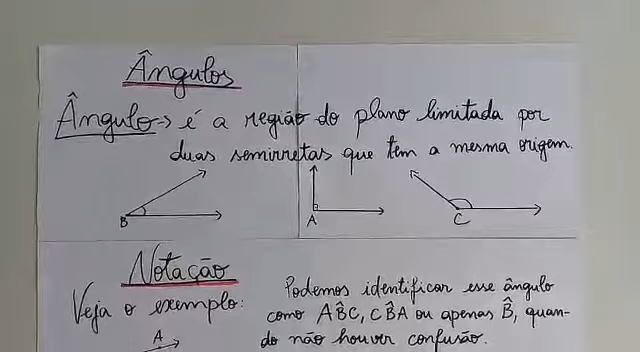 Ângulos
Ângulo → é a região do plano limitada por
duas semirretas que tem a mesma origem.
B
A
C
Notação
Veja o exemplo:
Podemos identificar esse ângulo
como AB̂C, CB̂A ou apenas B̂, quan-
do não houver confusão.
A